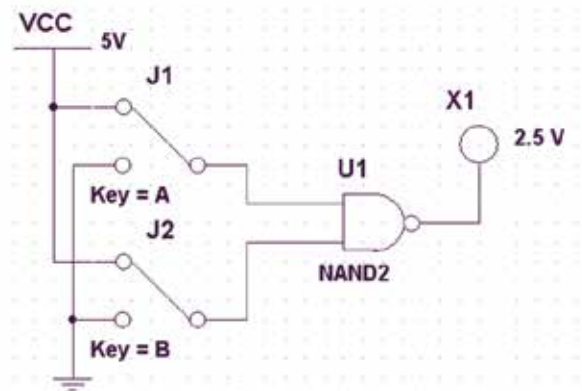 VCC
5V
J1
X1
2.5 V
U1
Key = A
J2
NAND2
Key = B